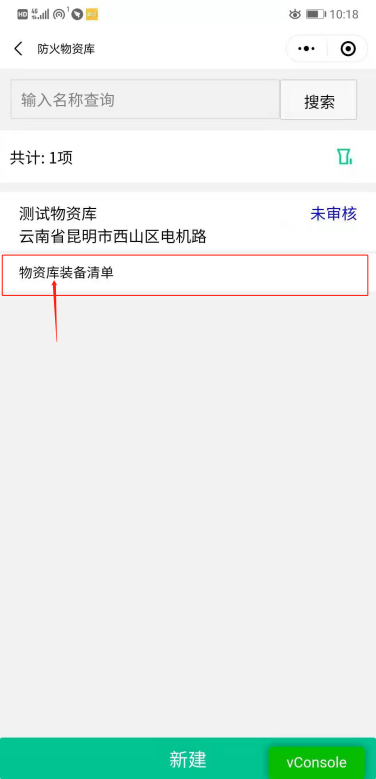 HD 46 10:18
防火物资库
输入名称查询 搜索
共计: 1项
测试物资库 未审核
云南省昆明市西山区电机路
物资库装备清单
新建 vConsole